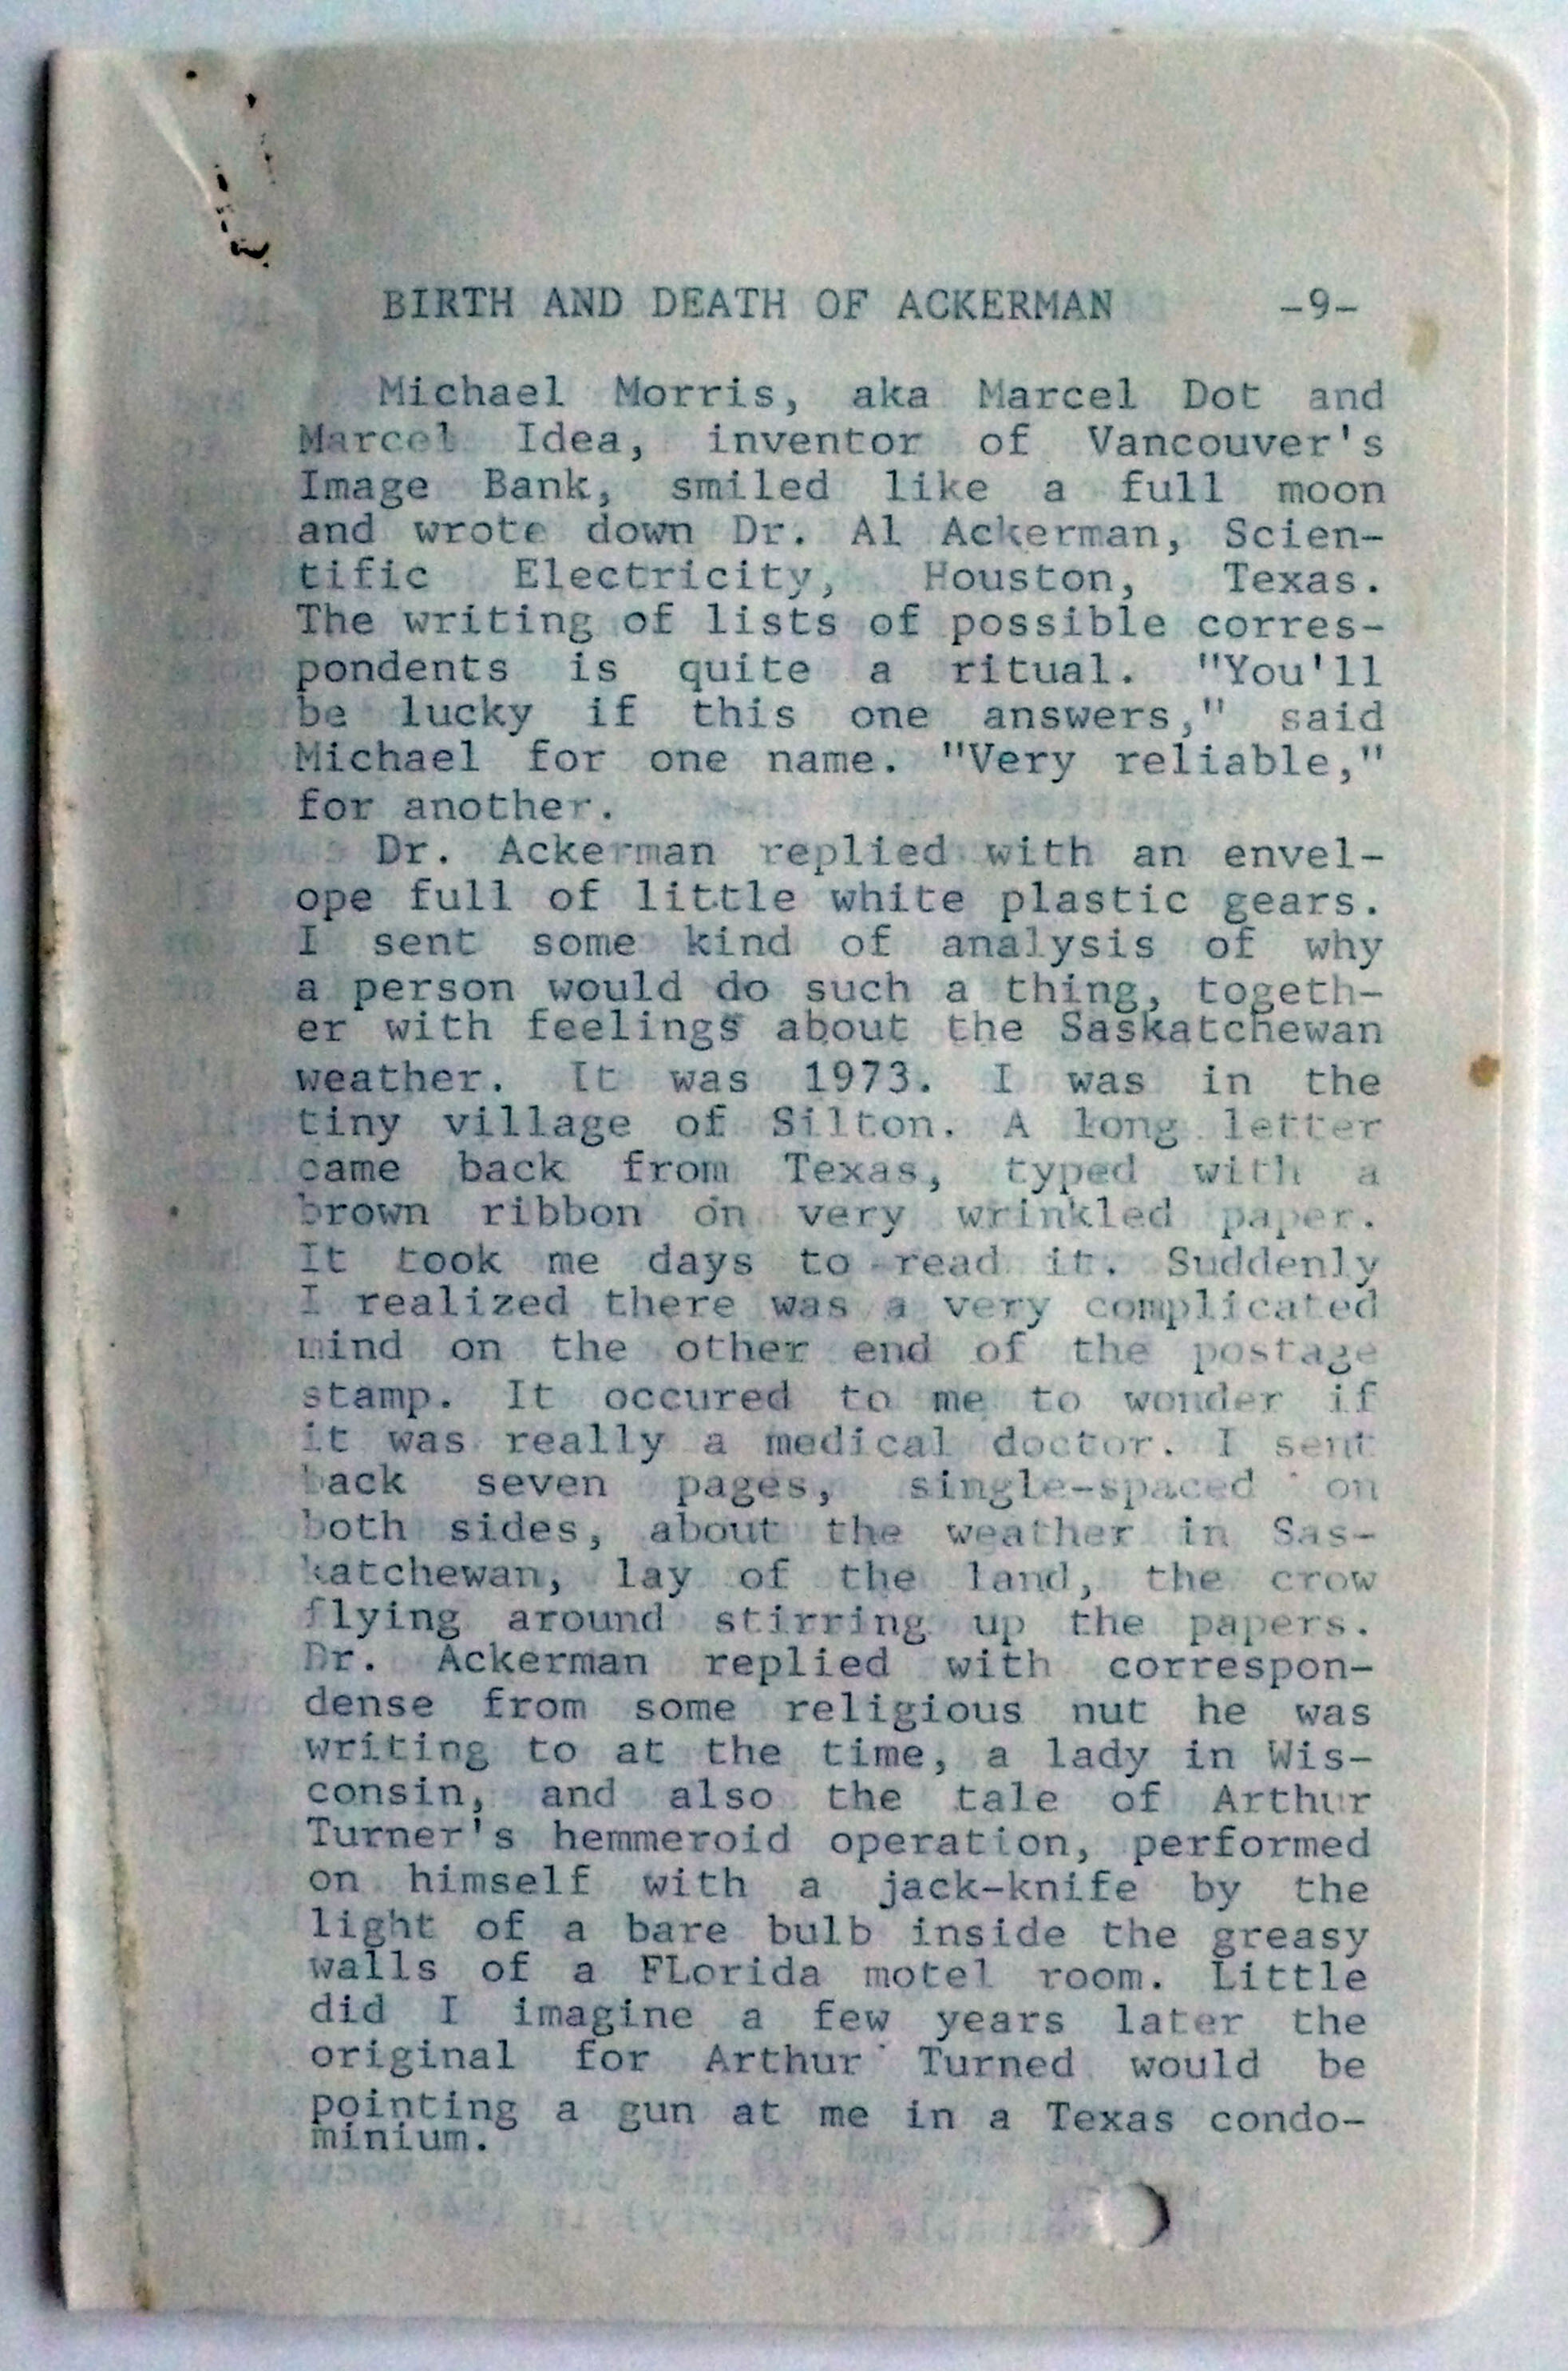 BIRTH AND DEATH OF ACKERMAN -9-
Michael Morris, aka Marcel Dot and
Marcel Idea, inventor of Vancouver's
Image Bank, smiled like a full moon
and wrote down Dr. Al Ackerman, Scien-
tific Electricity, Houston, Texas.
The writing of lists of possible corres-
pondents is quite a ritual. "You'll
be lucky if this one answers," said
Michael for one name. "Very reliable,"
for another.
Dr. Ackerman replied with an envel-
ope full of little white plastic gears.
I sent some kind of analysis of why
a person would do such a thing, togeth-
er with feelings about the Saskatchewan
weather. It was 1973. I was in the
tiny village of Silton. A long letter
came back from Texas, typed with a
brown ribbon on very wrinkled paper.
It took me days to read it. Suddenly
I realized there was a very complicated
mind on the other end of the postage
stamp. It occured to me to wonder if
it was really a medical doctor. I sent
back seven pages, single-spaced on
both sides, about the weather in Sas-
katchewan, lay of the land, the crow
flying around stirring up the papers.
Dr. Ackerman replied with correspon-
dense from some religious nut he was
writing to at the time, a lady in Wis-
consin, and also the tale of Arthur
Turner's hemmeroid operation, performed
on himself with a jack-knife by the
light of a bare bulb inside the greasy
walls of a FLorida motel room. Little
did I imagine a few years later the
original for Arthur Turned would be
pointing a gun at me in a Texas condo-
minium.